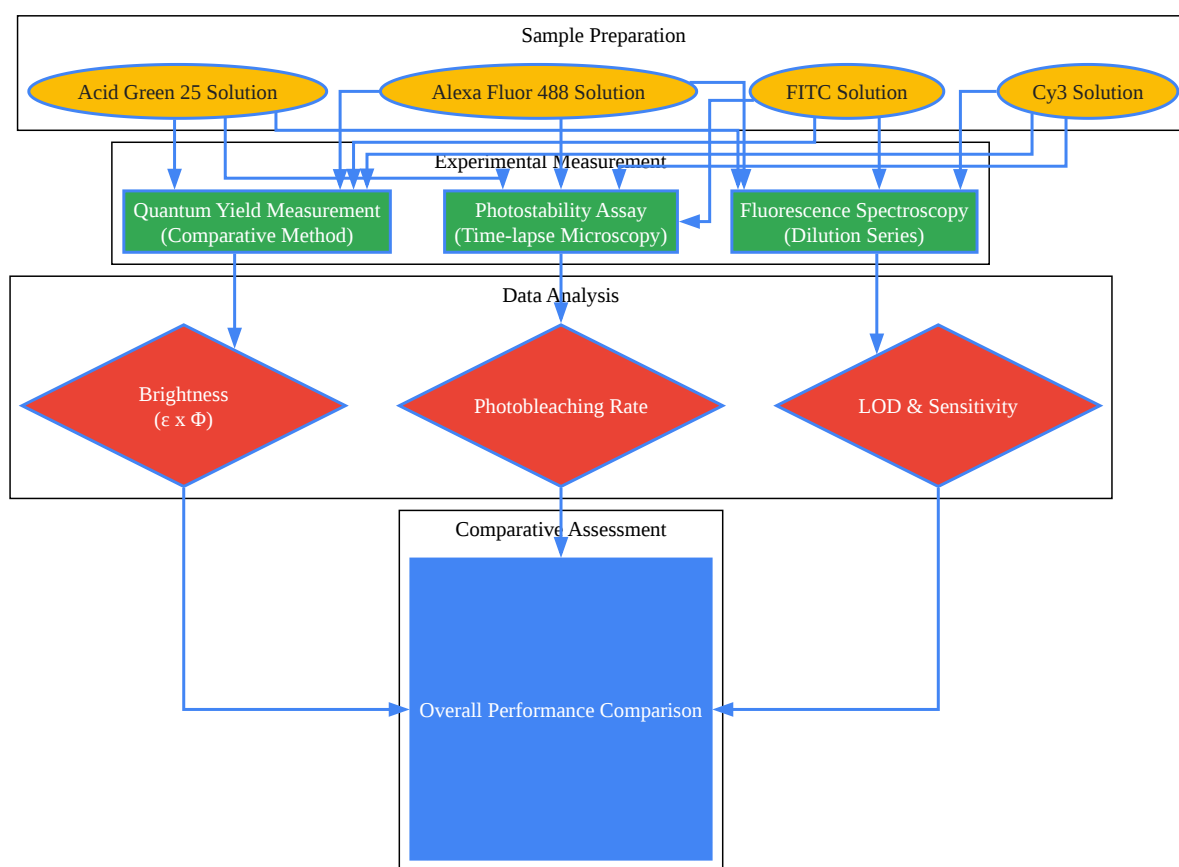 Sample Preparation
Acid Green 25 Solution
Alexa Fluor 488 Solution
FITC Solution
Cy3 Solution
Experimental Measurement
Quantum Yield Measurement
(Comparative Method)
Photostability Assay
(Time-lapse Microscopy)
Fluorescence Spectroscopy
(Dilution Series)
Data Analysis
Brightness
(ε x Φ)
Photobleaching Rate
LOD & Sensitivity
Comparative Assessment
Overall Performance Comparison